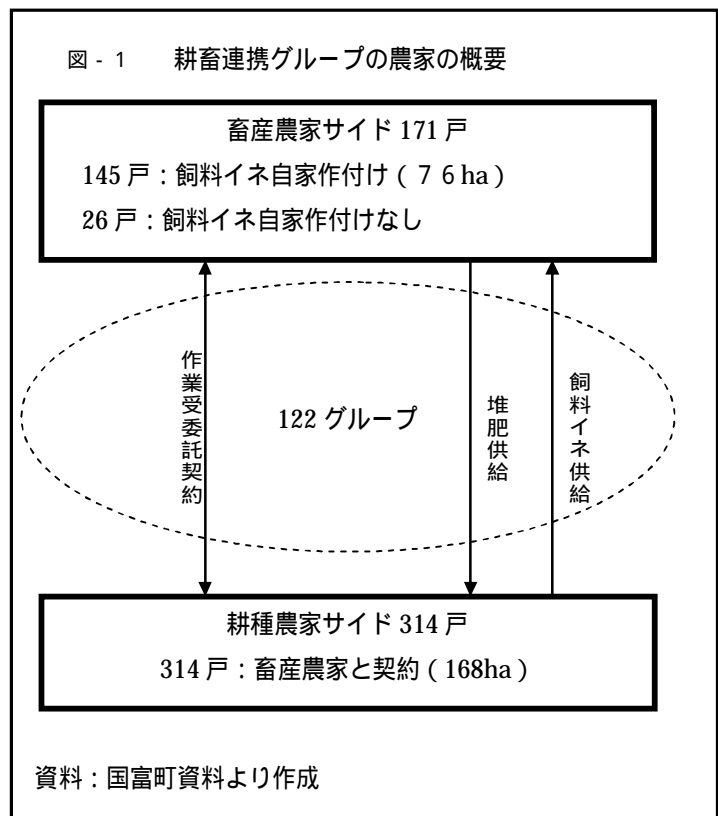 図 - 1　耕畜連携グループの農家の概要
畜産農家サイド 171 戸
145 戸：飼料イネ自家作付け（７６ha）
26 戸：飼料イネ自家作付けなし
作業受委託契約
122 グループ
堆肥供給
飼料イネ供給
耕種農家サイド 314 戸
314 戸：畜産農家と契約（168ha）
資料：国富町資料より作成